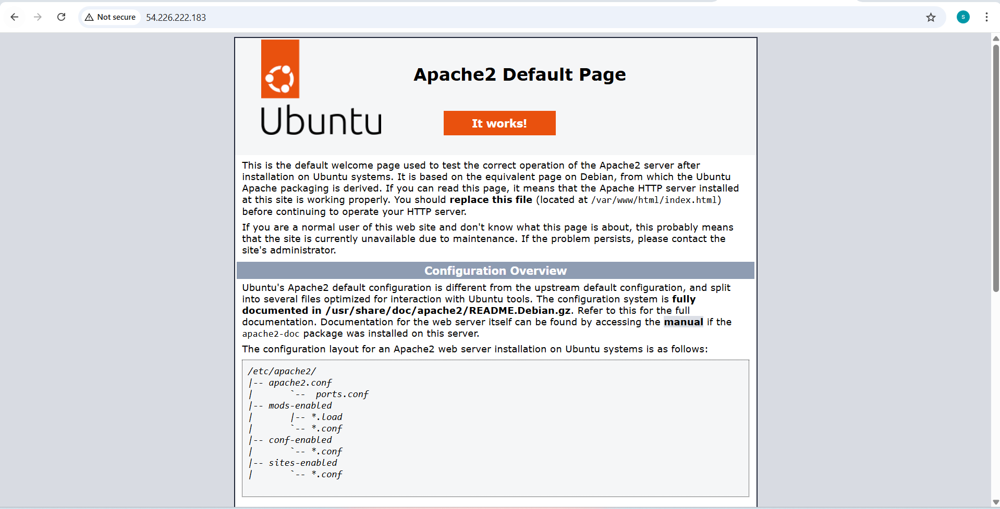 Not secure
54.226.222.183
S
Apache2 Default Page
Ubuntu
It works!
This is the default welcome page used to test the correct operation of the Apache2 server after
installation on Ubuntu systems. It is based on the equivalent page on Debian, from which the Ubuntu
Apache packaging is derived. If you can read this page, it means that the Apache HTTP server installed
at this site is working properly. You should replace this file (located at /var/www/html/index.html)
before continuing to operate your HTTP server.
If you are a normal user of this web site and don't know what this page is about, this probably means
that the site is currently unavailable due to maintenance. If the problem persists, please contact the
site's administrator.
Configuration Overview
Ubuntu's Apache2 default configuration is different from the upstream default configuration, and split
into several files optimized for interaction with Ubuntu tools. The configuration system is fully
documented in /usr/share/doc/apache2/README.Debian.gz. Refer to this for the full
documentation. Documentation for the web server itself can be found by accessing the manual if the
apache2-doc package was installed on this server.
The configuration layout for an Apache2 web server installation on Ubuntu systems is as follows:
/etc/apache2/
|-- apache2.conf
|       `--  ports.conf
|-- mods-enabled
|       |-- *.load
|       `-- *.conf
|-- conf-enabled
|       `-- *.conf
|-- sites-enabled
|       `-- *.conf